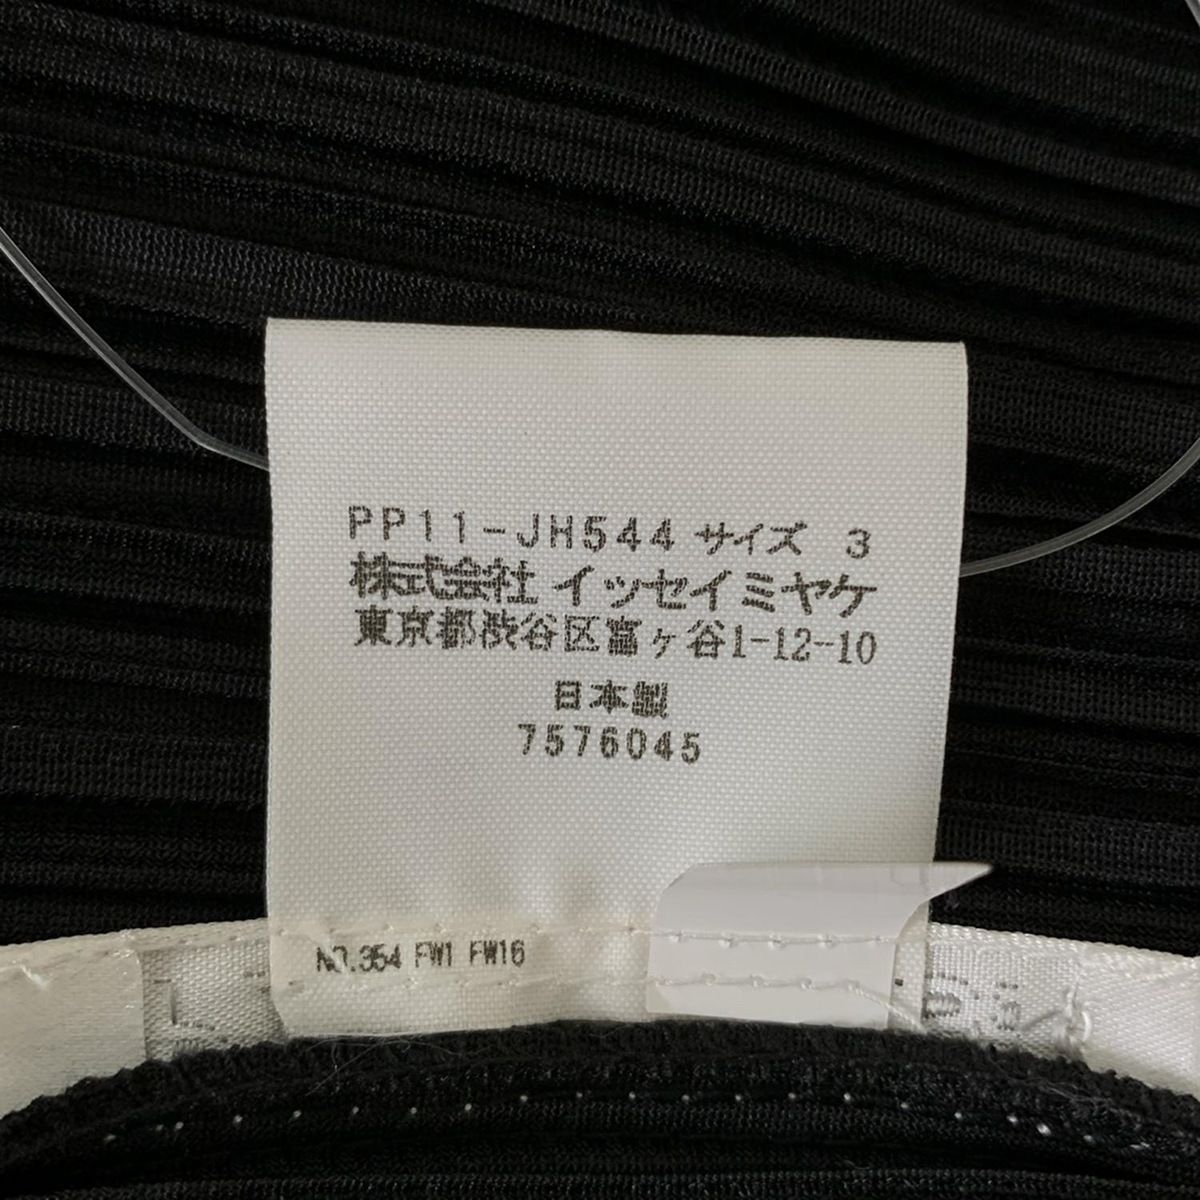 PP11-JH544 サイズ 3
株式会社 イッセイミヤケ
東京都渋谷区富ヶ谷1-12-10
日本製
7576045
NO.354 FW1 FW16